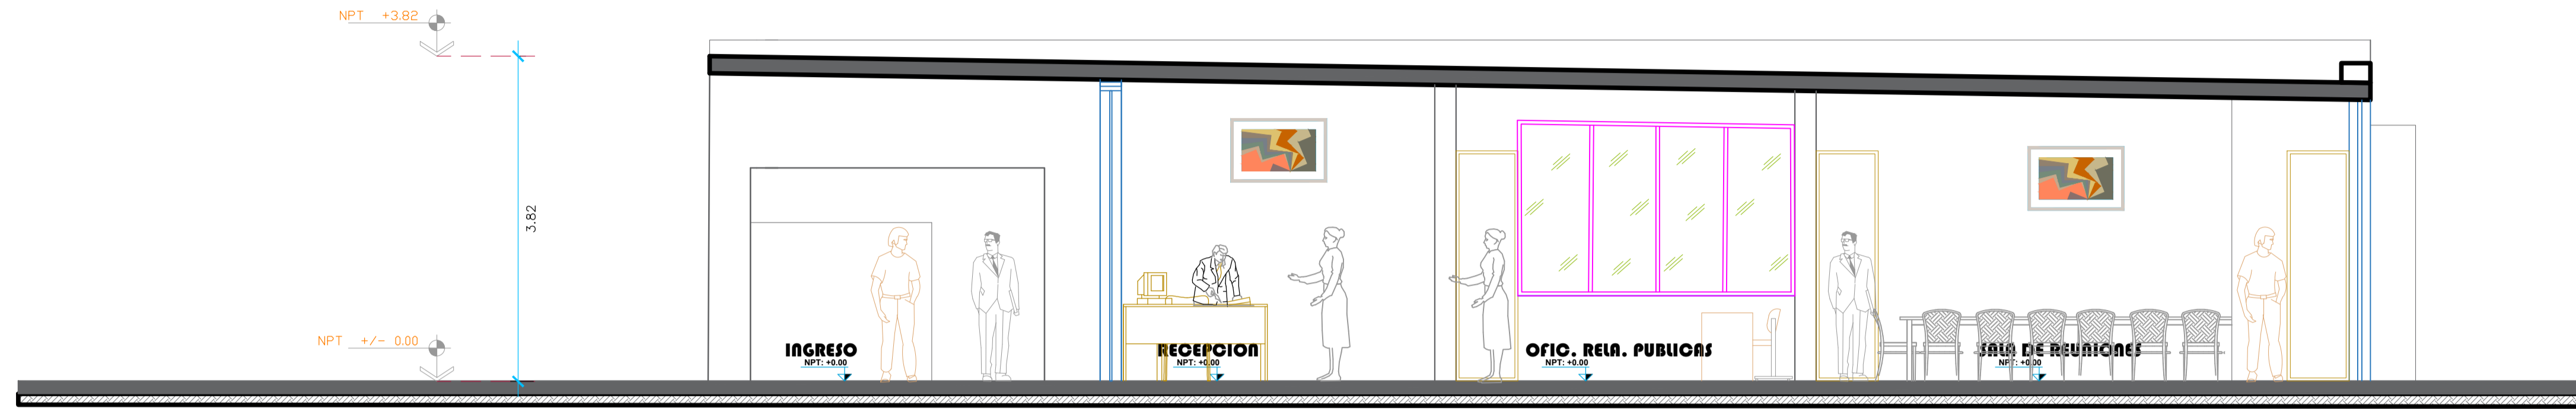 NPT +3.82
3.82
NPT +/- 0.00
INGRESO
NPT: +0.00
RECEPCION
NPT: +0.00
OFIC. RELA. PUBLICAS
NPT: +0.00
SALA DE REUNIONES
NPT: +0.00